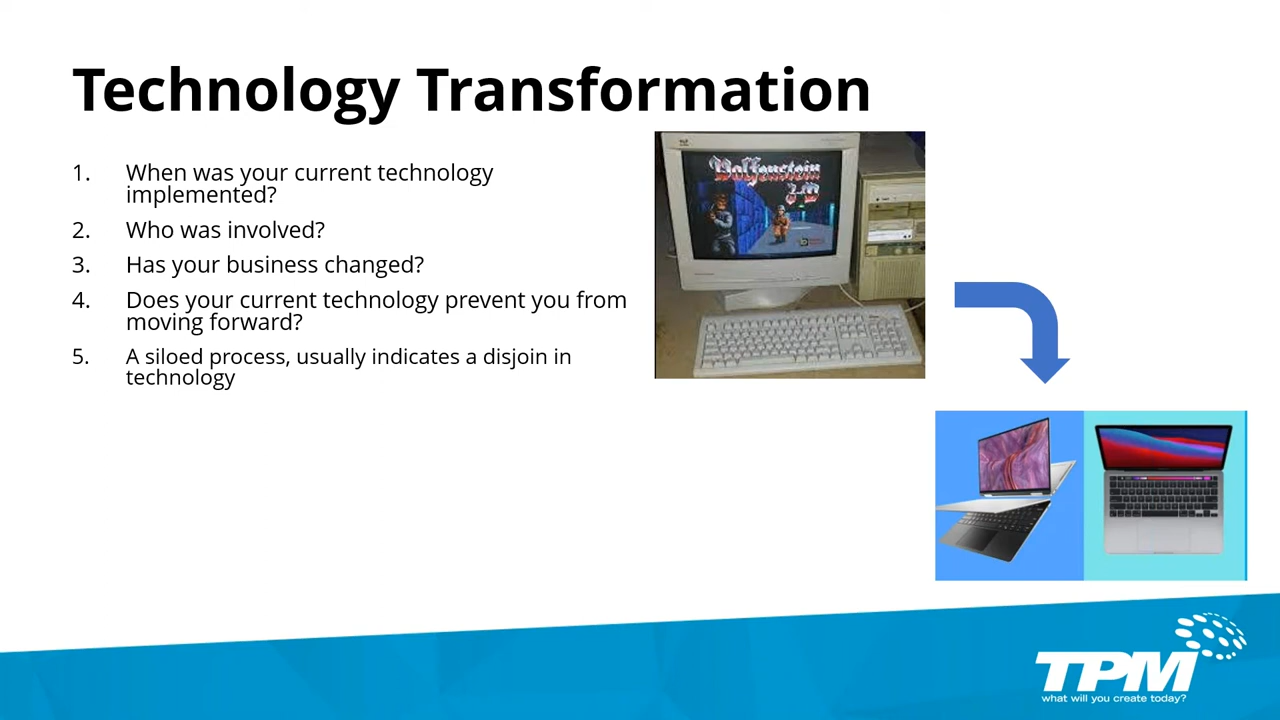 Technology Transformation
1. When was your current technology
implemented?
2. Who was involved?
3. Has your business changed?
4. Does your current technology prevent you from
moving forward?
5. A siloed process, usually indicates a disjoin in
technology
Wolfenstein
3-D
TPM
what will you create today?